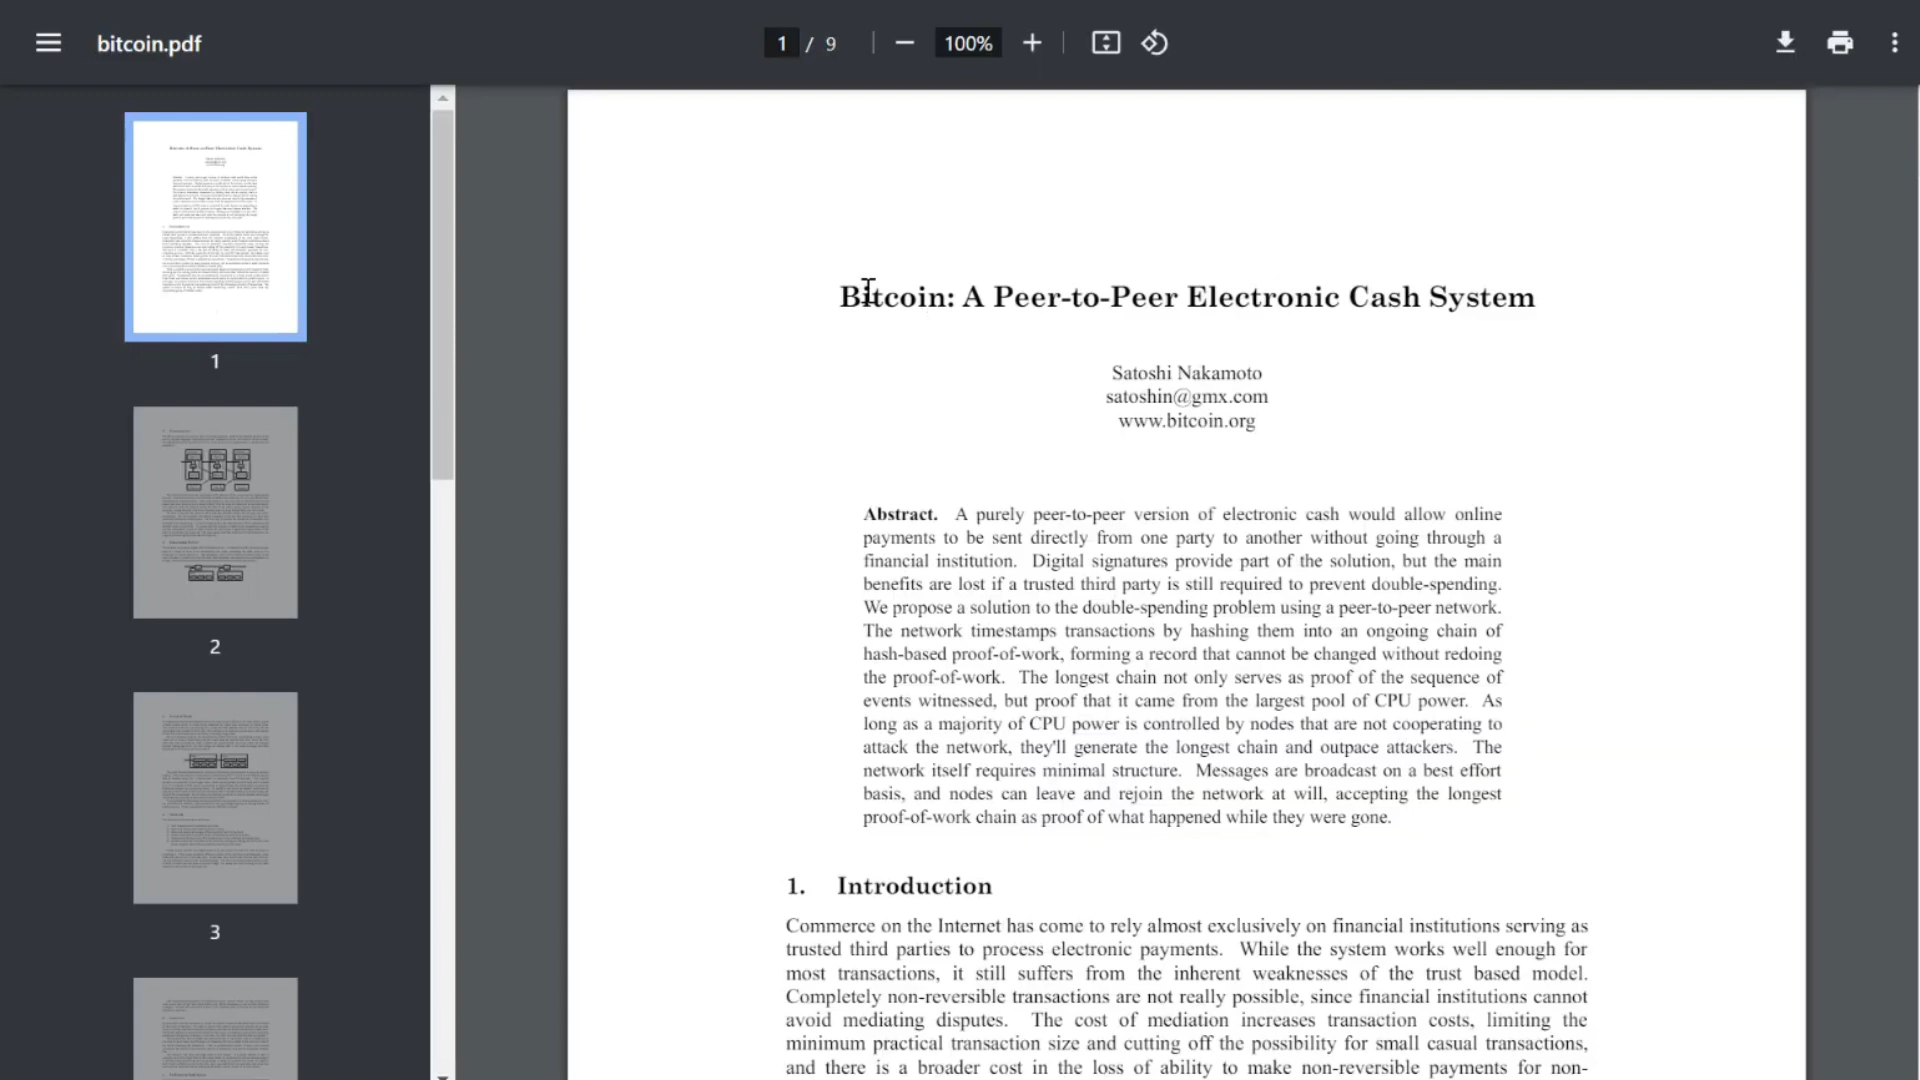 bitcoin.pdf
1 / 9
100%
1
2
3
Bitcoin: A Peer-to-Peer Electronic Cash System
Satoshi Nakamoto
satoshin@gmx.com
www.bitcoin.org
Abstract. A purely peer-to-peer version of electronic cash would allow online
payments to be sent directly from one party to another without going through a
financial institution. Digital signatures provide part of the solution, but the main
benefits are lost if a trusted third party is still required to prevent double-spending.
We propose a solution to the double-spending problem using a peer-to-peer network.
The network timestamps transactions by hashing them into an ongoing chain of
hash-based proof-of-work, forming a record that cannot be changed without redoing
the proof-of-work. The longest chain not only serves as proof of the sequence of
events witnessed, but proof that it came from the largest pool of CPU power. As
long as a majority of CPU power is controlled by nodes that are not cooperating to
attack the network, they'll generate the longest chain and outpace attackers. The
network itself requires minimal structure. Messages are broadcast on a best effort
basis, and nodes can leave and rejoin the network at will, accepting the longest
proof-of-work chain as proof of what happened while they were gone.
1. Introduction
Commerce on the Internet has come to rely almost exclusively on financial institutions serving as
trusted third parties to process electronic payments. While the system works well enough for
most transactions, it still suffers from the inherent weaknesses of the trust based model.
Completely non-reversible transactions are not really possible, since financial institutions cannot
avoid mediating disputes. The cost of mediation increases transaction costs, limiting the
minimum practical transaction size and cutting off the possibility for small casual transactions,
and there is a broader cost in the loss of ability to make non-reversible payments for non-